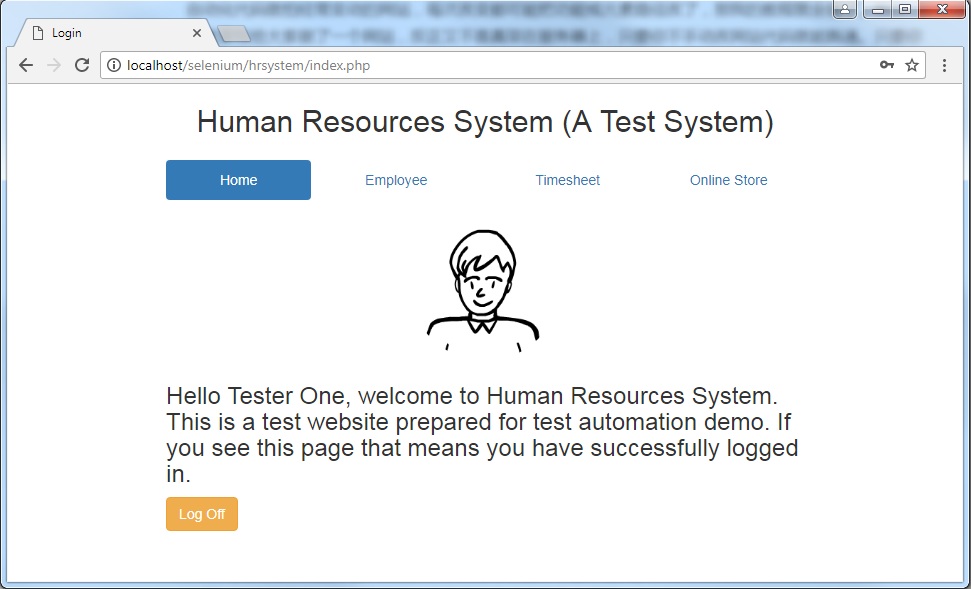 Login
localhost/selenium/hrsystem/index.php
Human Resources System (A Test System)
Home
Employee
Timesheet
Online Store
Hello Tester One, welcome to Human Resources System.
This is a test website prepared for test automation demo. If
you see this page that means you have successfully logged
in.
Log Off